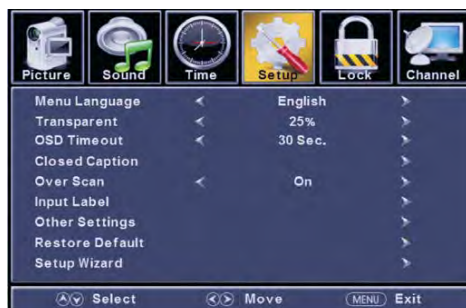 Picture Sound Time Setup Lock Channel
Menu Language English
Transparent 25%
OSD Timeout 30 Sec.
Closed Caption
Over Scan On
Input Label
Other Settings
Restore Default
Setup Wizard
Select Move MENU Exit